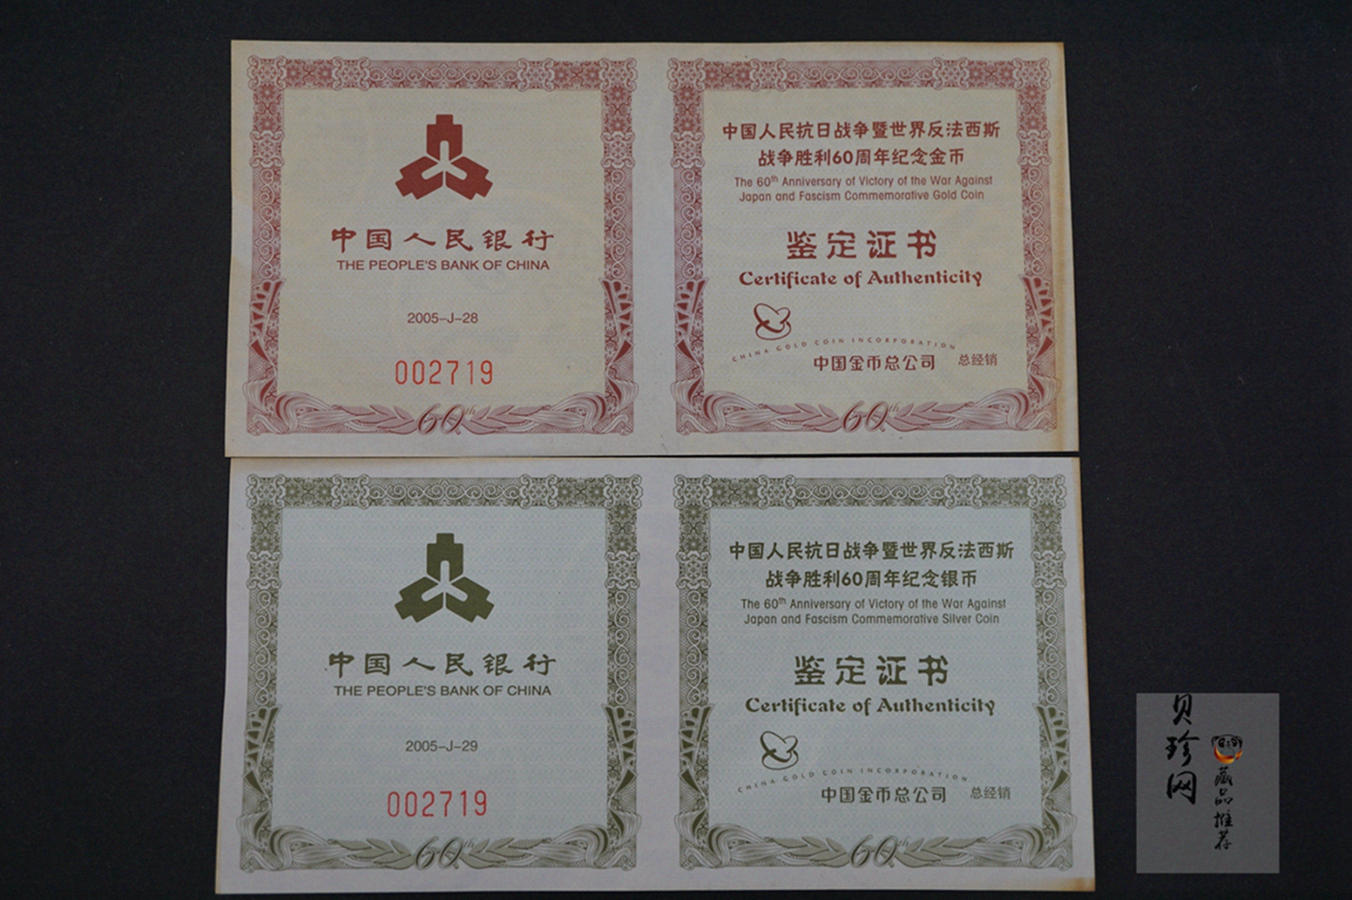 中国人民银行
THE PEOPLE'S BANK OF CHINA
2005-J-28
002719
60th
中国人民抗日战争暨世界反法西斯
战争胜利60周年纪念金币
The 60th Anniversary of Victory of the War Against
Japan and Fascism Commemorative Gold Coin
鉴定证书
Certificate of Authenticity
CHINA GOLD COIN INCORPORATION
中国金币总公司 总经销
60th
中国人民银行
THE PEOPLE'S BANK OF CHINA
2005-J-29
002719
60th
中国人民抗日战争暨世界反法西斯
战争胜利60周年纪念银币
The 60th Anniversary of Victory of the War Against
Japan and Fascism Commemorative Silver Coin
鉴定证书
Certificate of Authenticity
CHINA GOLD COIN INCORPORATION
中国金币总公司 总经销
60th
贝珍网
藏品推荐